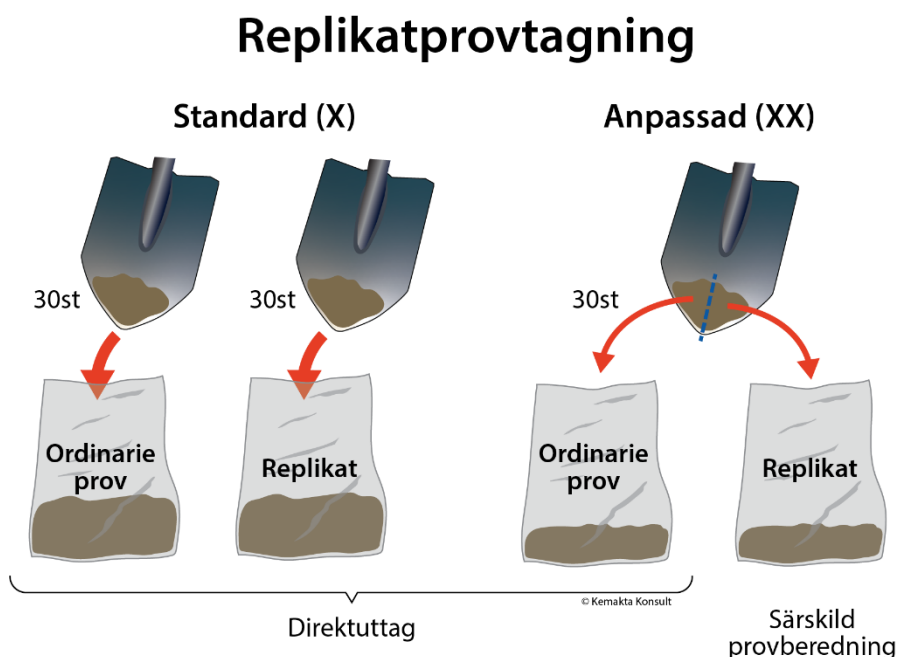 Replikatprovtagning
Standard (X)
Anpassad (XX)
30st
30st
30st
Ordinarie
prov
Replikat
Ordinarie
prov
Replikat
© Kemakta Konsult
Direktuttag
Särskild
provberedning